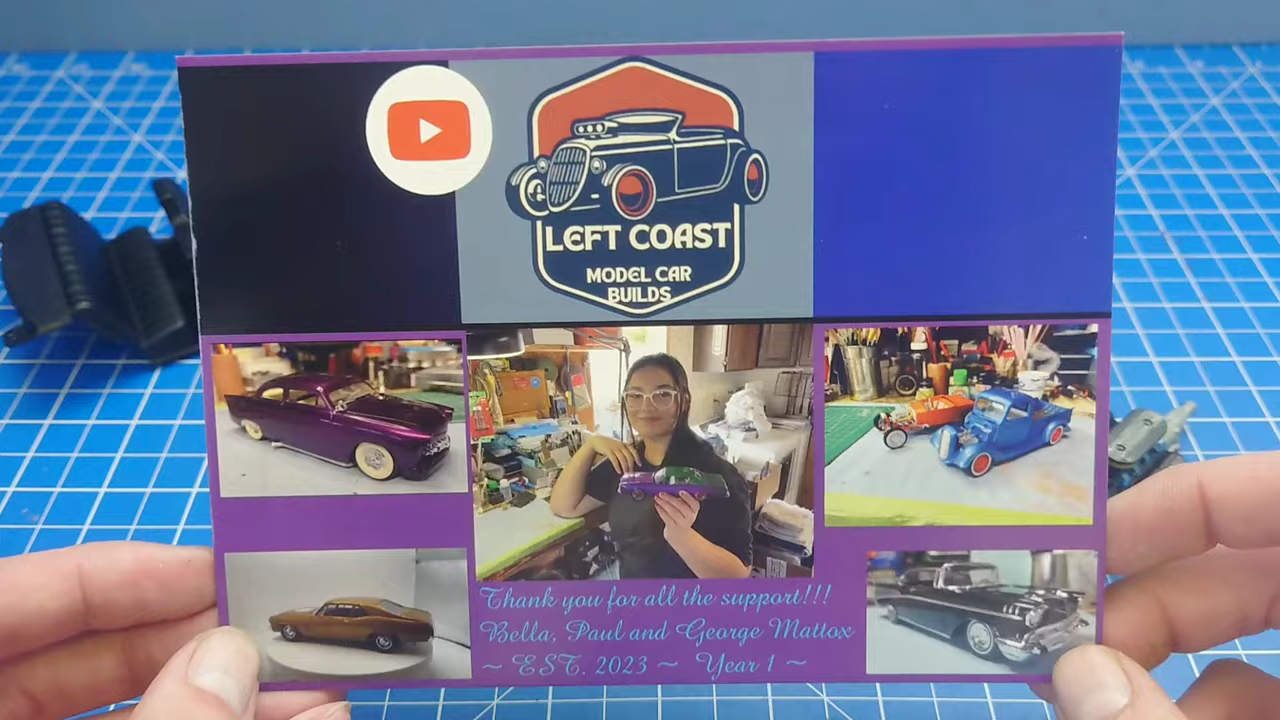 LEFT COAST
MODEL CAR
BUILDS
Thank you for all the support!!!
Bella, Paul and George Mattox
~ EST. 2023 ~ Year 1 ~